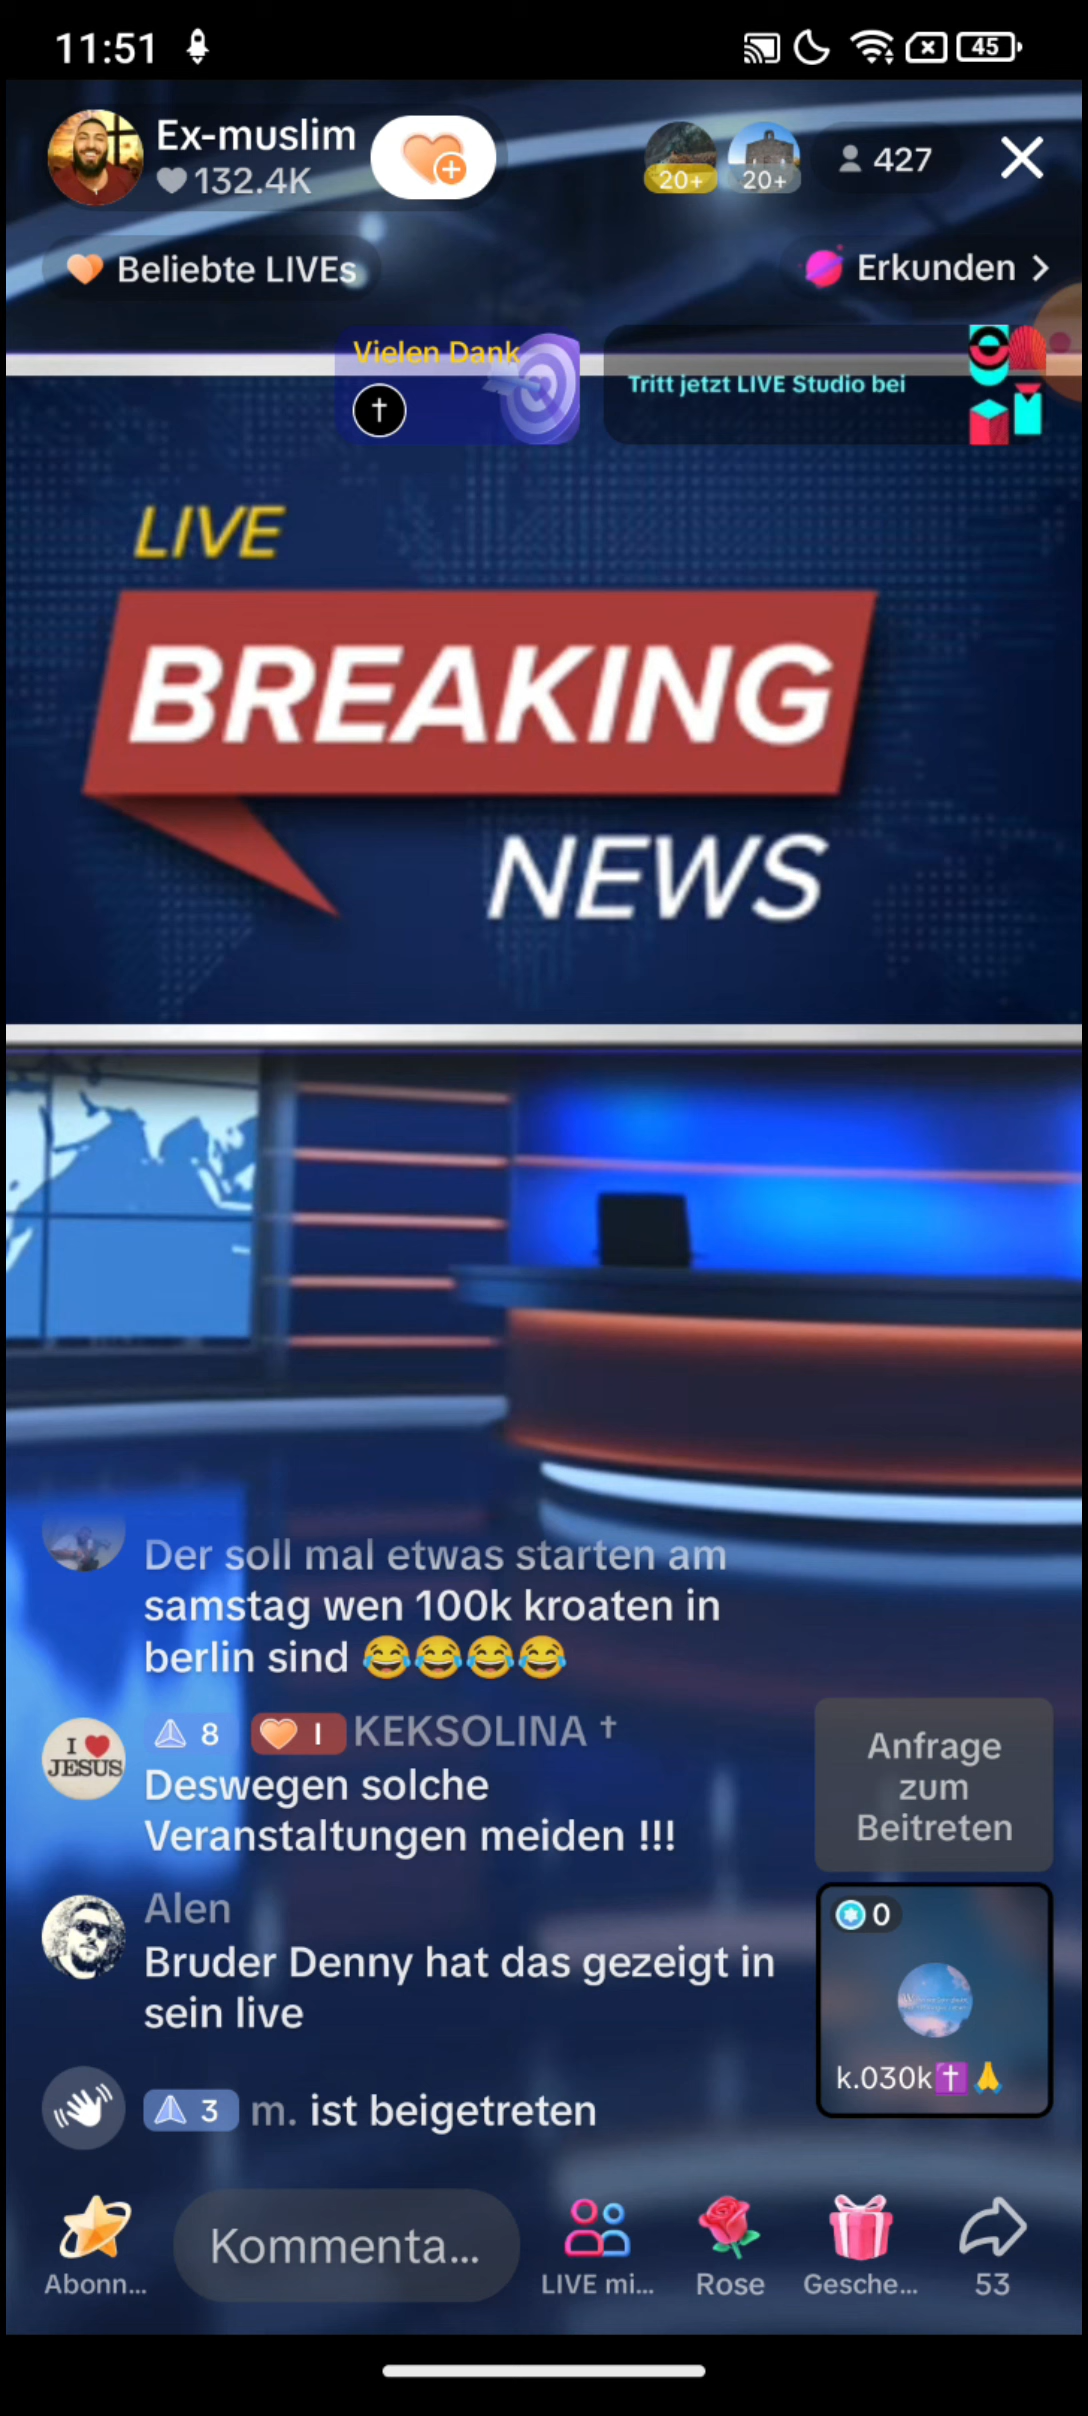 11:51
45
Ex-muslim
132.4K
20+
20+
427
Beliebte LIVEs
Erkunden >
Vielen Dank
Tritt jetzt LIVE Studio bei
LIVE
BREAKING
NEWS
Der soll mal etwas starten am
samstag wen 100k kroaten in
berlin sind 😂😂😂😂
8 I KEKSOLINA †
I ❤ JESUS
Deswegen solche
Veranstaltungen meiden !!!
Anfrage
zum
Beitreten
Alen
Bruder Denny hat das gezeigt in
sein live
0
k.030k✝️🙏
3 m. ist beigetreten
Abonn...
Kommenta...
LIVE mi...
Rose
Gesche...
53